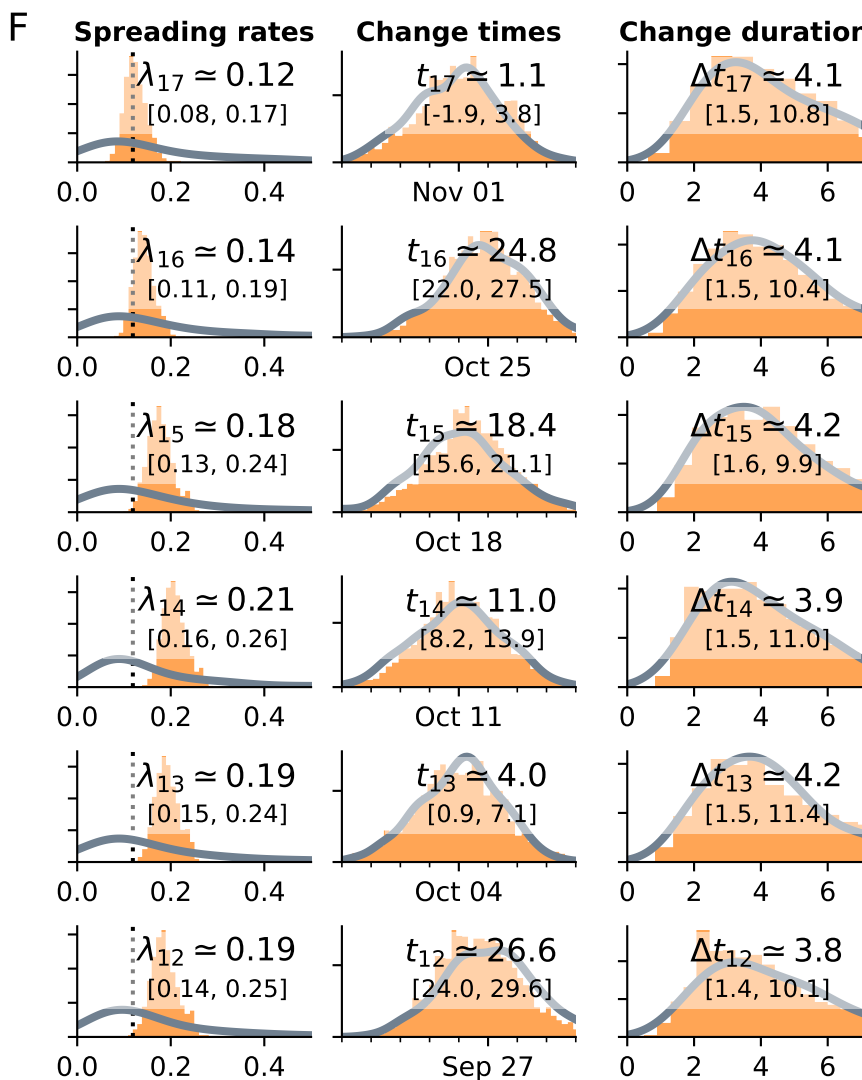 F
Spreading rates Change times Change duration
λ17 ≃ 0.12 t17 ≃ 1.1 Δt17 ≃ 4.1
[0.08, 0.17] [-1.9, 3.8] [1.5, 10.8]
0.0 0.2 0.4 Nov 01 0 2 4 6
λ16 ≃ 0.14 t16 ≃ 24.8 Δt16 ≃ 4.1
[0.11, 0.19] [22.0, 27.5] [1.5, 10.4]
0.0 0.2 0.4 Oct 25 0 2 4 6
λ15 ≃ 0.18 t15 ≃ 18.4 Δt15 ≃ 4.2
[0.13, 0.24] [15.6, 21.1] [1.6, 9.9]
0.0 0.2 0.4 Oct 18 0 2 4 6
λ14 ≃ 0.21 t14 ≃ 11.0 Δt14 ≃ 3.9
[0.16, 0.26] [8.2, 13.9] [1.5, 11.0]
0.0 0.2 0.4 Oct 11 0 2 4 6
λ13 ≃ 0.19 t13 ≃ 4.0 Δt13 ≃ 4.2
[0.15, 0.24] [0.9, 7.1] [1.5, 11.4]
0.0 0.2 0.4 Oct 04 0 2 4 6
λ12 ≃ 0.19 t12 ≃ 26.6 Δt12 ≃ 3.8
[0.14, 0.25] [24.0, 29.6] [1.4, 10.1]
0.0 0.2 0.4 Sep 27 0 2 4 6